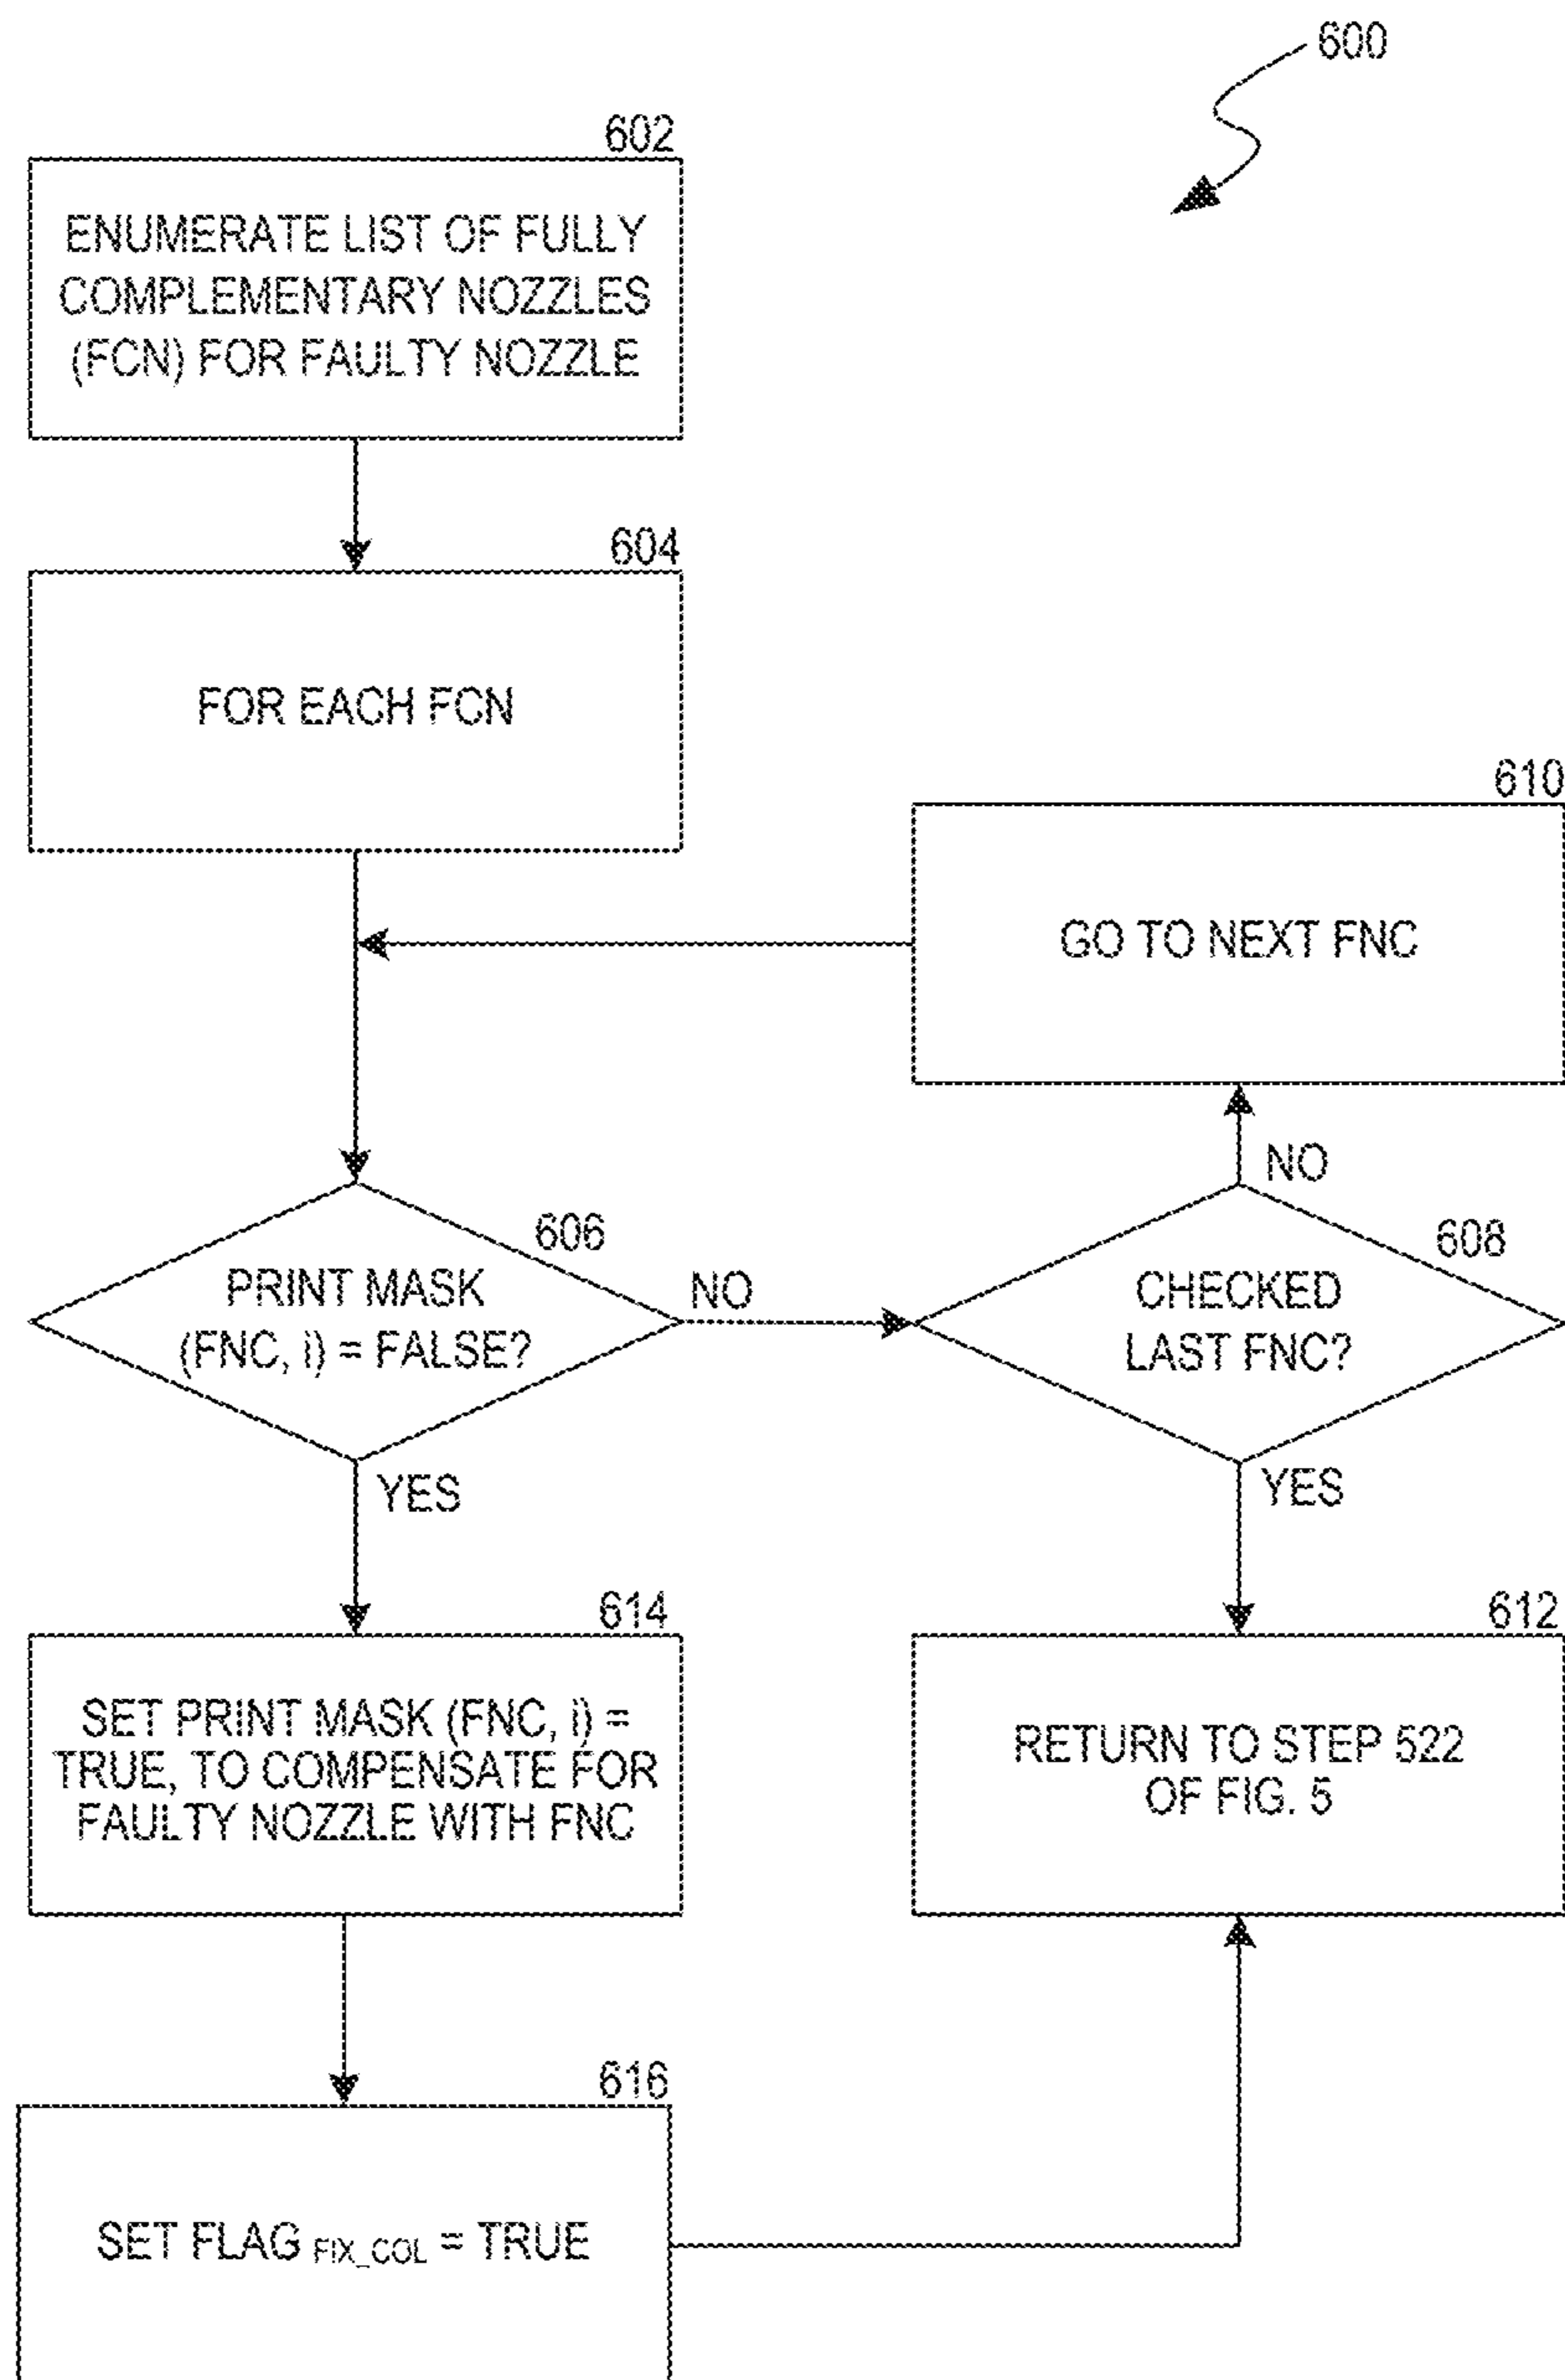 600
602
ENUMERATE LIST OF FULLY
COMPLEMENTARY NOZZLES
(FCN) FOR FAULTY NOZZLE
604
FOR EACH FCN
610
GO TO NEXT FNC
606
PRINT MASK
(FNC, i) = FALSE?
NO
NO
608
CHECKED
LAST FNC?
YES
YES
614
SET PRINT MASK (FNC, i) =
TRUE, TO COMPENSATE FOR
FAULTY NOZZLE WITH FNC
612
RETURN TO STEP 522
OF FIG. 5
616
SET FLAG FIX_COL = TRUE